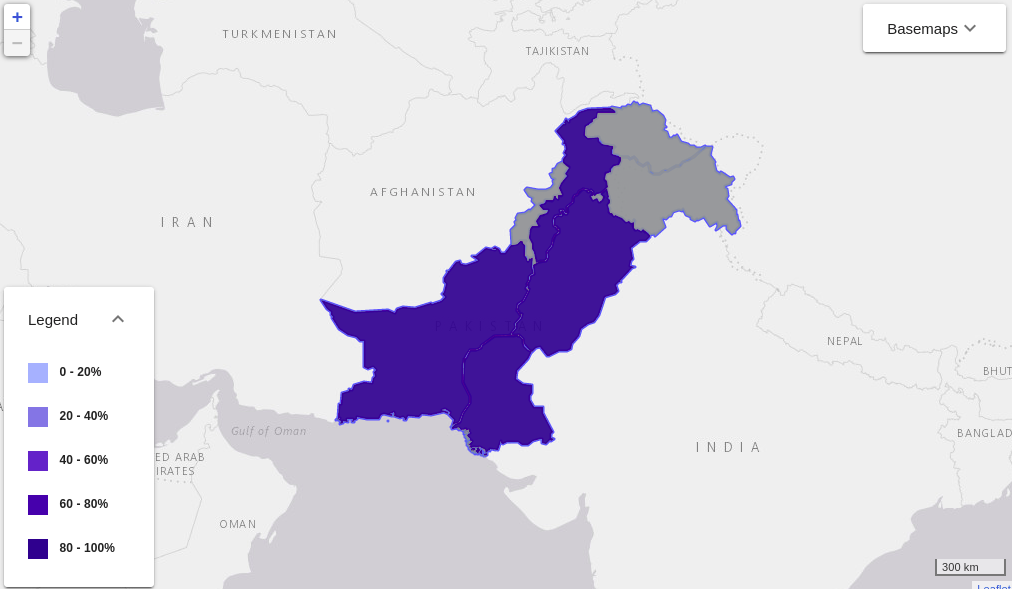 +
−
Basemaps
TURKMENISTAN
TAJIKISTAN
AFGHANISTAN
IRAN
PAKISTAN
NEPAL
BHUT
BANGLAD
INDIA
Gulf of Oman
ED ARAB
IRATES
OMAN
Legend
0 - 20%
20 - 40%
40 - 60%
60 - 80%
80 - 100%
300 km
Leaflet